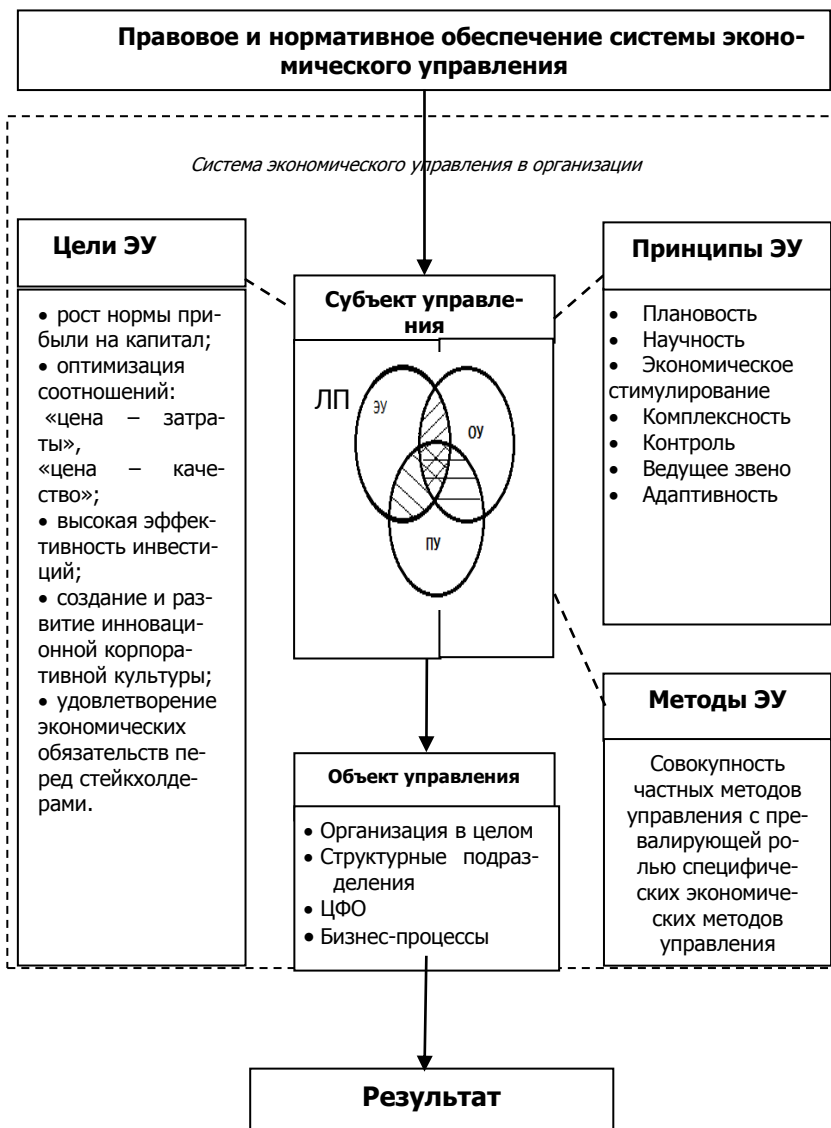 Правовое и нормативное обеспечение системы эконо-
мического управления
Система экономического управления в организации
Цели ЭУ
• рост нормы при-
были на капитал;
• оптимизация
соотношений:
«цена – затра-
ты»,
«цена – каче-
ство»;
• высокая эффек-
тивность инвести-
ций;
• создание и раз-
витие инноваци-
онной корпора-
тивной культуры;
• удовлетворение
экономических
обязательств пе-
ред стейкхолде-
рами.
Субъект управле-
ния
ЛП
ЭУ
ОУ
ПУ
Объект управления
• Организация в целом
• Структурные подраз-
деления
• ЦФО
• Бизнес-процессы
Принципы ЭУ
• Плановость
• Научность
• Экономическое
стимулирование
• Комплексность
• Контроль
• Ведущее звено
• Адаптивность
Методы ЭУ
Совокупность
частных методов
управления с пре-
валирующей ро-
лью специфиче-
ских экономиче-
ских методов
управления
Результат